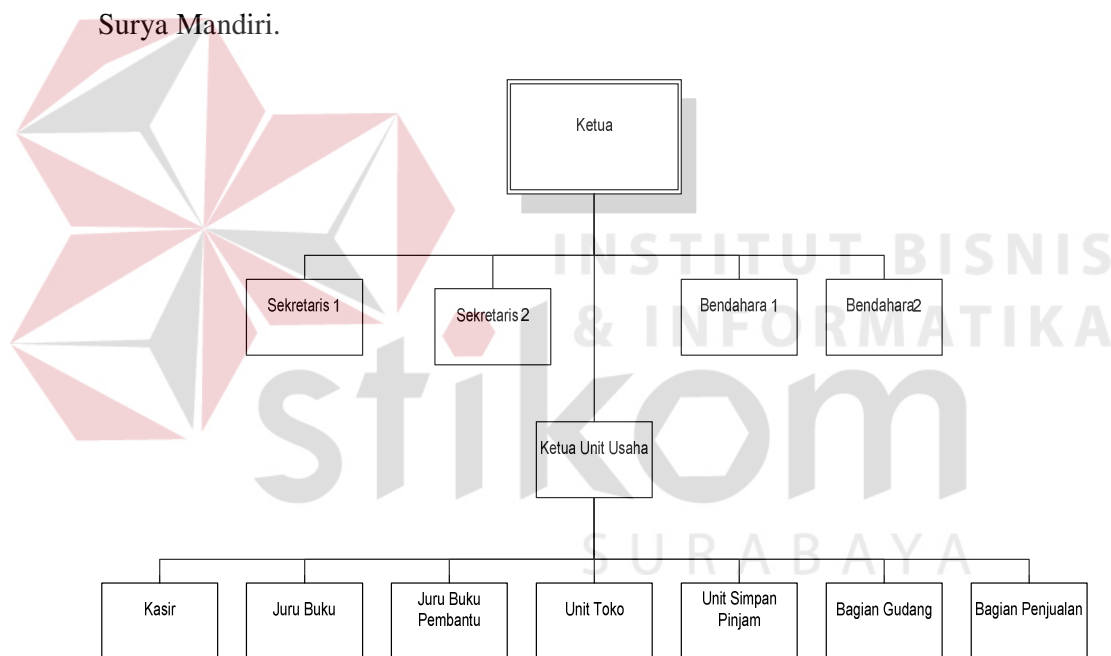 Surya Mandiri.
Ketua
INSTITUT BISNIS
& INFORMATIKA
stikom
SURABAYA
Sekretaris 1
Sekretaris 2
Bendahara 1
Bendahara2
Ketua Unit Usaha
Kasir
Juru Buku
Juru Buku
Pembantu
Unit Toko
Unit Simpan
Pinjam
Bagian Gudang
Bagian Penjualan